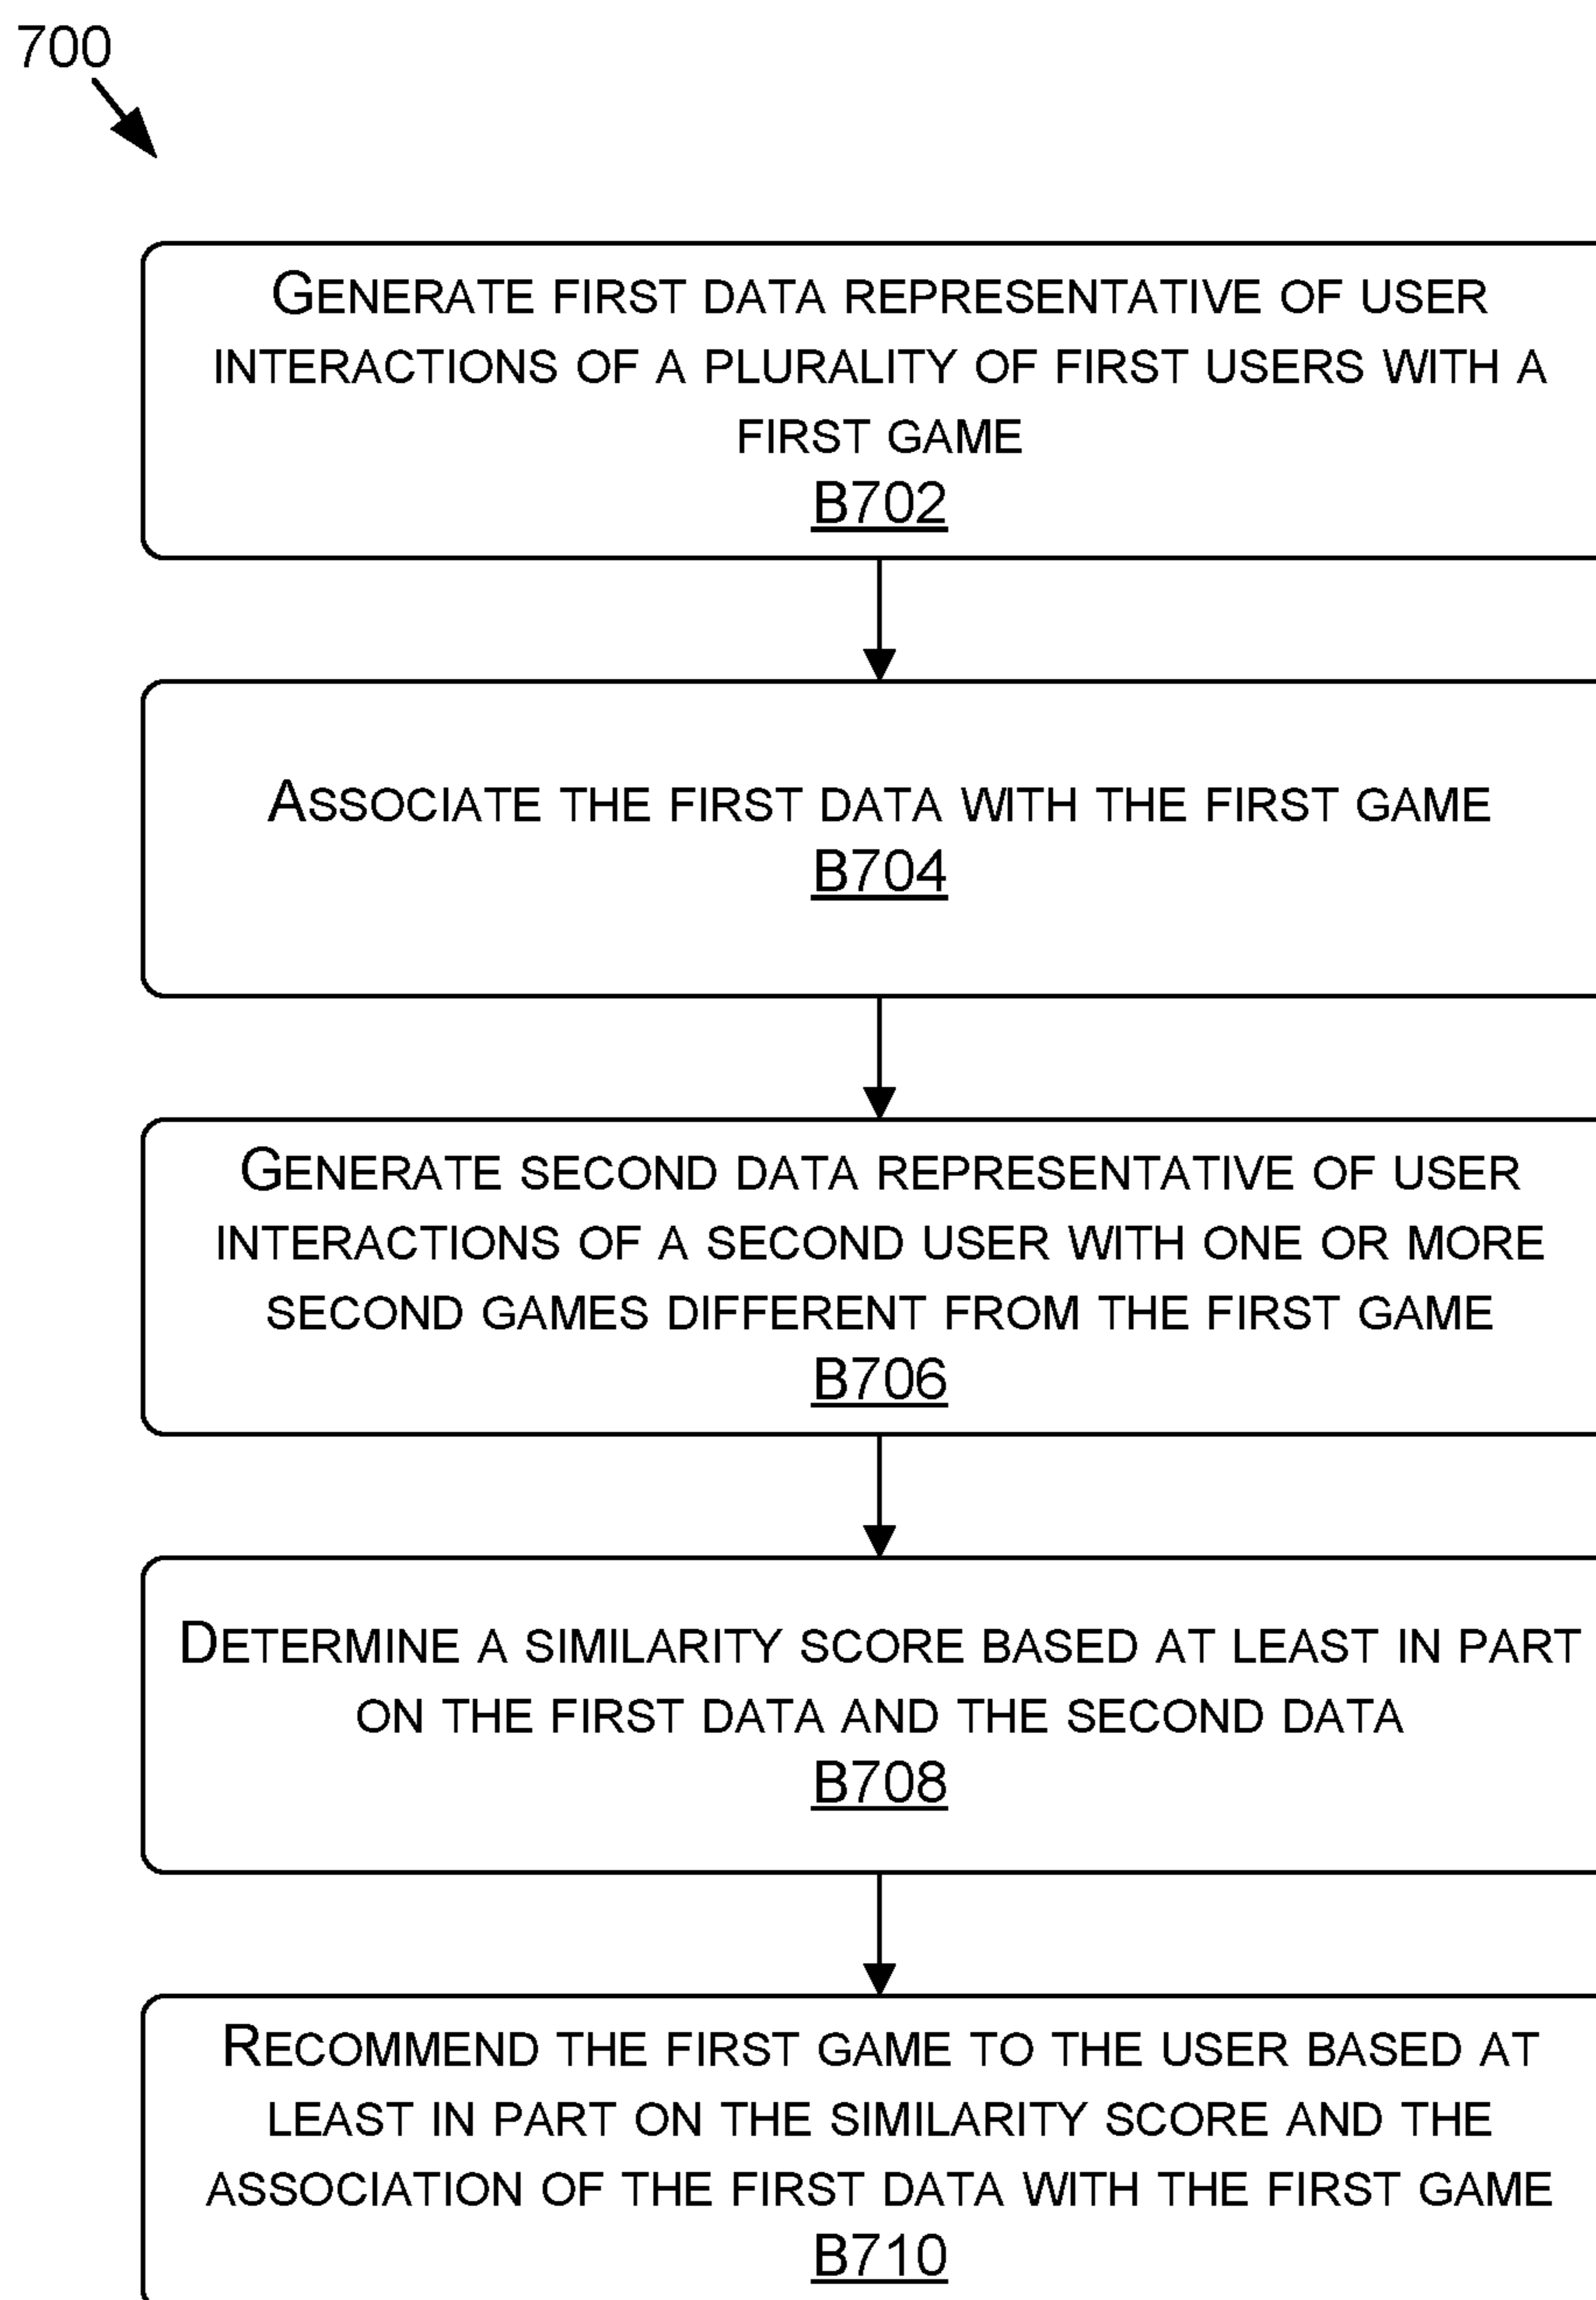 700
GENERATE FIRST DATA REPRESENTATIVE OF USER
INTERACTIONS OF A PLURALITY OF FIRST USERS WITH A
FIRST GAME
B702
ASSOCIATE THE FIRST DATA WITH THE FIRST GAME
B704
GENERATE SECOND DATA REPRESENTATIVE OF USER
INTERACTIONS OF A SECOND USER WITH ONE OR MORE
SECOND GAMES DIFFERENT FROM THE FIRST GAME
B706
DETERMINE A SIMILARITY SCORE BASED AT LEAST IN PART
ON THE FIRST DATA AND THE SECOND DATA
B708
RECOMMEND THE FIRST GAME TO THE USER BASED AT
LEAST IN PART ON THE SIMILARITY SCORE AND THE
ASSOCIATION OF THE FIRST DATA WITH THE FIRST GAME
B710